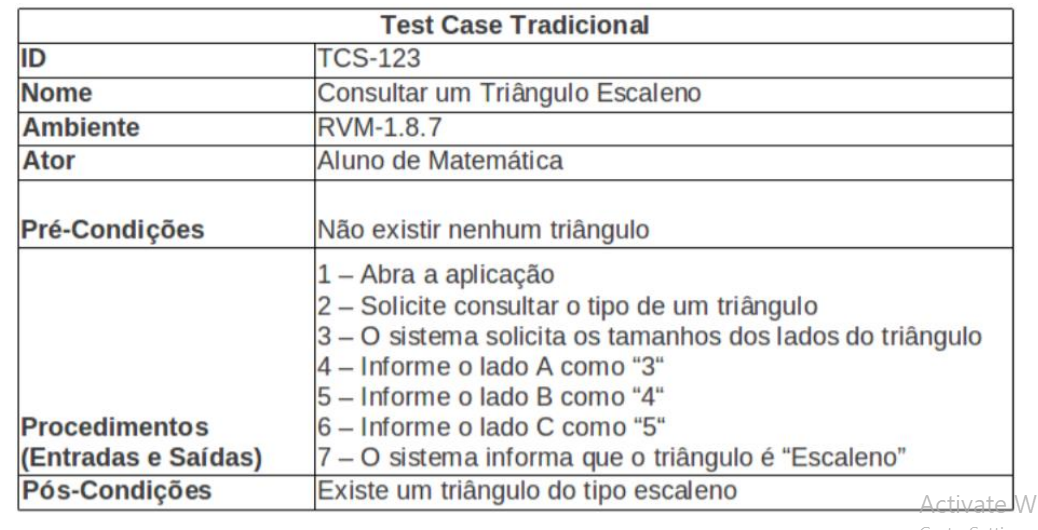 Test Case Tradicional
ID TCS-123
Nome Consultar um Triângulo Escaleno
Ambiente RVM-1.8.7
Ator Aluno de Matemática
Pré-Condições Não existir nenhum triângulo
1 – Abra a aplicação
2 – Solicite consultar o tipo de um triângulo
3 – O sistema solicita os tamanhos dos lados do triângulo
4 – Informe o lado A como “3“
5 – Informe o lado B como “4“
Procedimentos 6 – Informe o lado C como “5“
(Entradas e Saídas) 7 – O sistema informa que o triângulo é “Escaleno”
Pós-Condições Existe um triângulo do tipo escaleno
Activate W